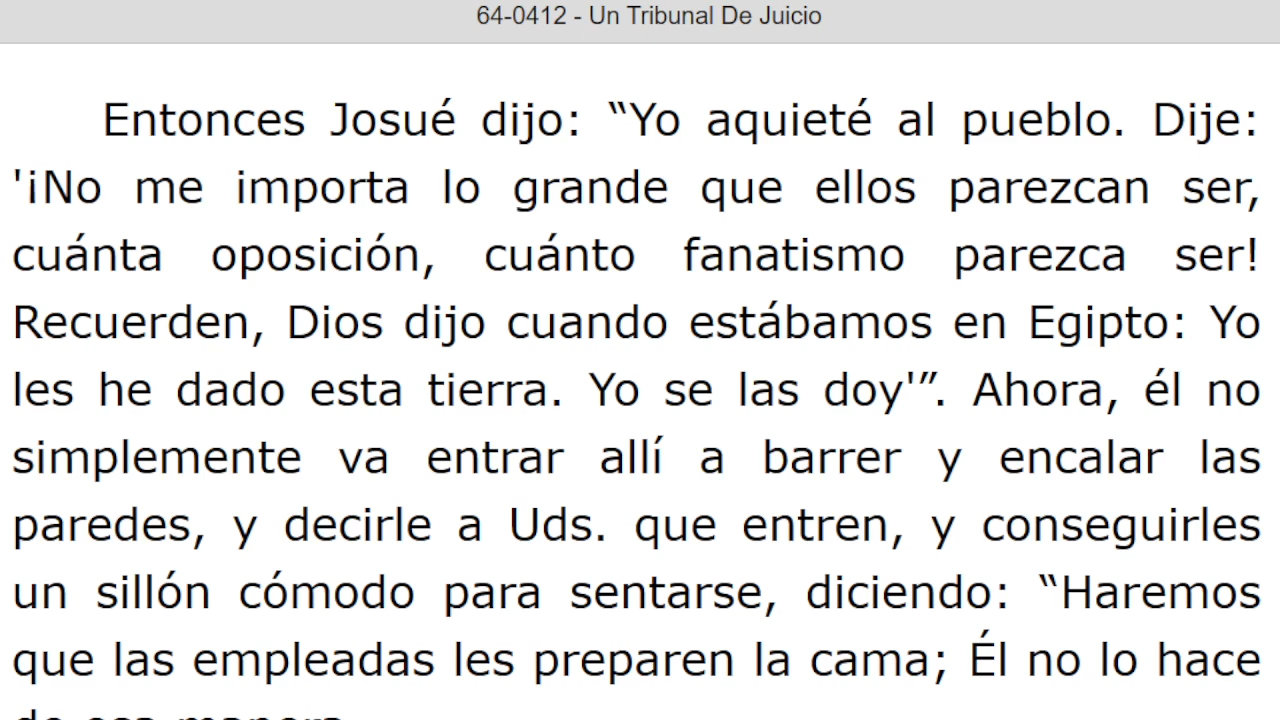 64-0412 - Un Tribunal De Juicio
Entonces Josué dijo: “Yo aquieté al pueblo. Dije:
'¡No me importa lo grande que ellos parezcan ser,
cuánta oposición, cuánto fanatismo parezca ser!
Recuerden, Dios dijo cuando estábamos en Egipto: Yo
les he dado esta tierra. Yo se las doy'”. Ahora, él no
simplemente va entrar allí a barrer y encalar las
paredes, y decirle a Uds. que entren, y conseguirles
un sillón cómodo para sentarse, diciendo: “Haremos
que las empleadas les preparen la cama; Él no lo hace
de esa manera.